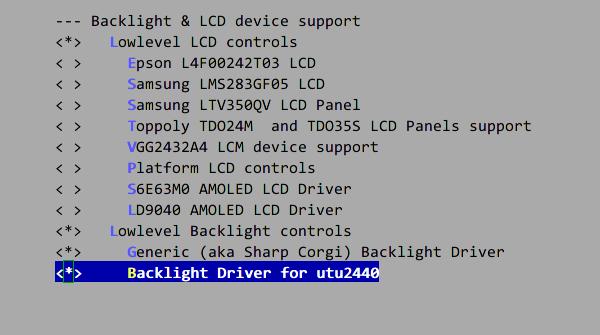 --- Backlight & LCD device support
<*> Lowlevel LCD controls
< > Epson L4F00242T03 LCD
< > Samsung LMS283GF05 LCD
< > Samsung LTV350QV LCD Panel
< > Toppoly TDO24M  and TDO35S LCD Panels support
< > VGG2432A4 LCM device support
< > Platform LCD controls
< > S6E63M0 AMOLED LCD Driver
< > LD9040 AMOLED LCD Driver
<*> Lowlevel Backlight controls
<*> Generic (aka Sharp Corgi) Backlight Driver
<*> Backlight Driver for utu2440